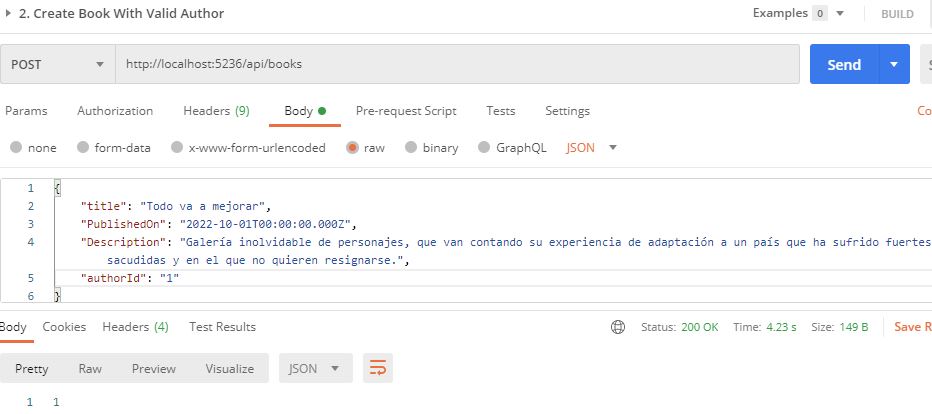 2. Create Book With Valid Author Examples 0 BUILD
POST http://localhost:5236/api/books Send
Params Authorization Headers (9) Body Pre-request Script Tests Settings Co
none form-data x-www-form-urlencoded raw binary GraphQL JSON
1 {
2 "title": "Todo va a mejorar",
3 "PublishedOn": "2022-10-01T00:00:00.000Z",
4 "Description": "Galería inolvidable de personajes, que van contando su experiencia de adaptación a un país que ha sufrido fuertes
sacudidas y en el que no quieren resignarse.",
5 "authorId": "1"
6 }
Body Cookies Headers (4) Test Results Status: 200 OK Time: 4.23 s Size: 149 B Save R
Pretty Raw Preview Visualize JSON
1 1